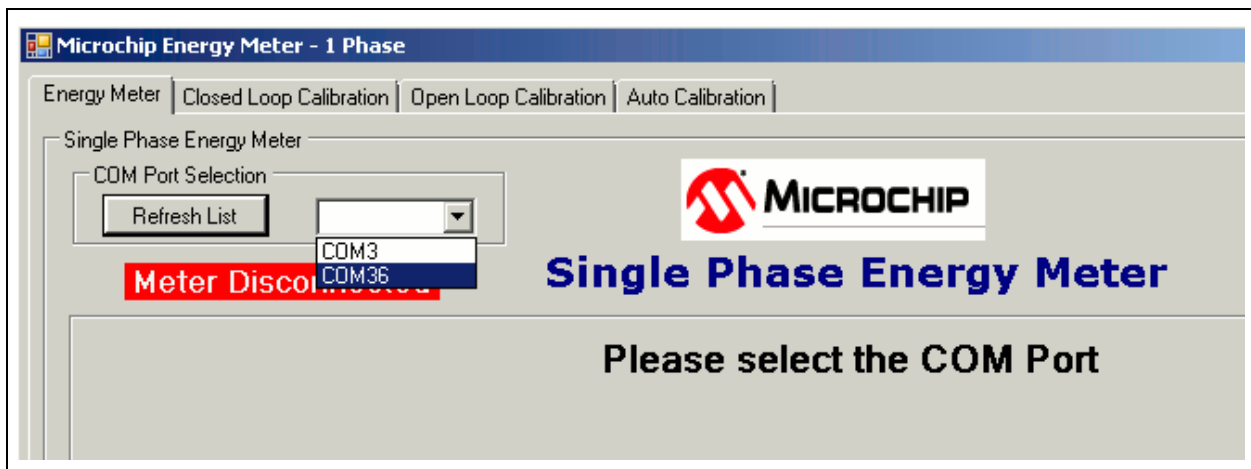 Microchip Energy Meter - 1 Phase
Energy Meter Closed Loop Calibration Open Loop Calibration Auto Calibration
Single Phase Energy Meter
COM Port Selection
Refresh List
COM3
COM36
MICROCHIP
Meter Disconnected
Single Phase Energy Meter
Please select the COM Port